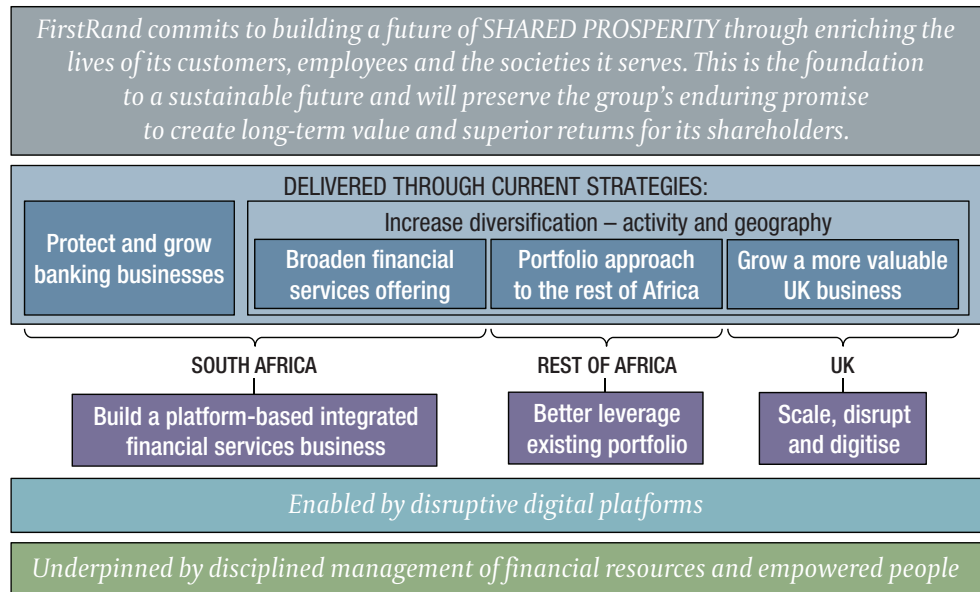 FirstRand commits to building a future of SHARED PROSPERITY through enriching the
lives of its customers, employees and the societies it serves. This is the foundation
to a sustainable future and will preserve the group's enduring promise
to create long-term value and superior returns for its shareholders.
DELIVERED THROUGH CURRENT STRATEGIES:
Protect and grow
banking businesses
Increase diversification – activity and geography
Broaden financial
services offering
Portfolio approach
to the rest of Africa
Grow a more valuable
UK business
SOUTH AFRICA
Build a platform-based integrated
financial services business
REST OF AFRICA
Better leverage
existing portfolio
UK
Scale, disrupt
and digitise
Enabled by disruptive digital platforms
Underpinned by disciplined management of financial resources and empowered people